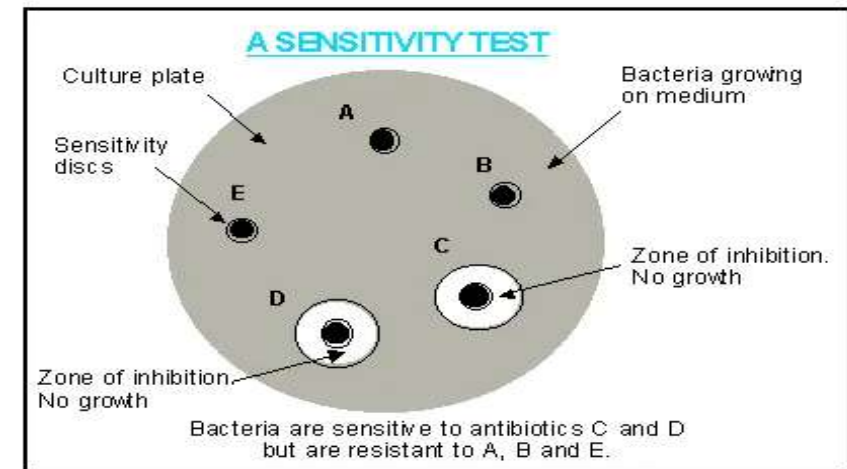 A SENSITIVITY TEST
Culture plate
Bacteria growing
on medium
A
Sensitivity
discs
B
E
C
Zone of inhibition.
No growth
D
Zone of inhibition.
No growth
Bacteria are sensitive to antibiotics C and D
but are resistant to A, B and E.